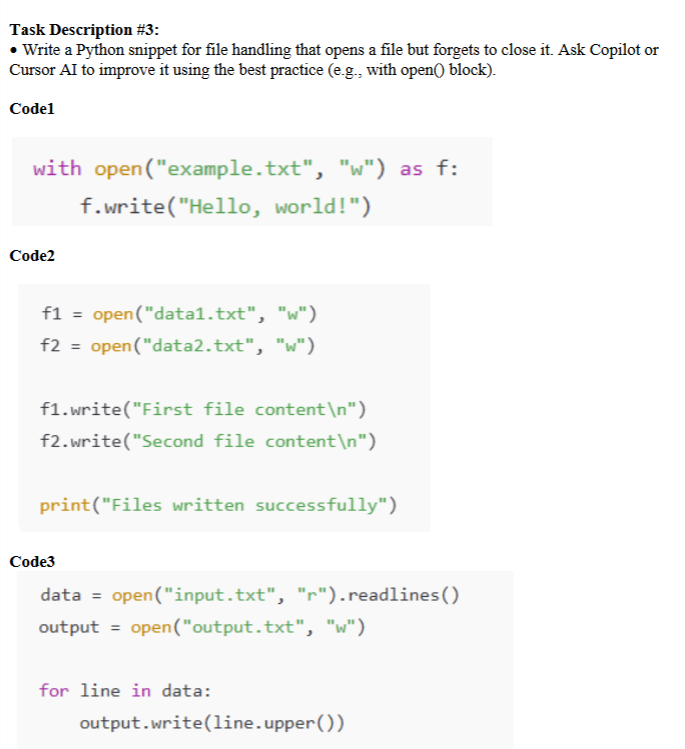 Task Description #3:
• Write a Python snippet for file handling that opens a file but forgets to close it. Ask Copilot or
Cursor AI to improve it using the best practice (e.g., with open() block).
Code1
with open("example.txt", "w") as f:
    f.write("Hello, world!")
Code2
f1 = open("data1.txt", "w")
f2 = open("data2.txt", "w")
f1.write("First file content\n")
f2.write("Second file content\n")
print("Files written successfully")
Code3
data = open("input.txt", "r").readlines()
output = open("output.txt", "w")
for line in data:
    output.write(line.upper())